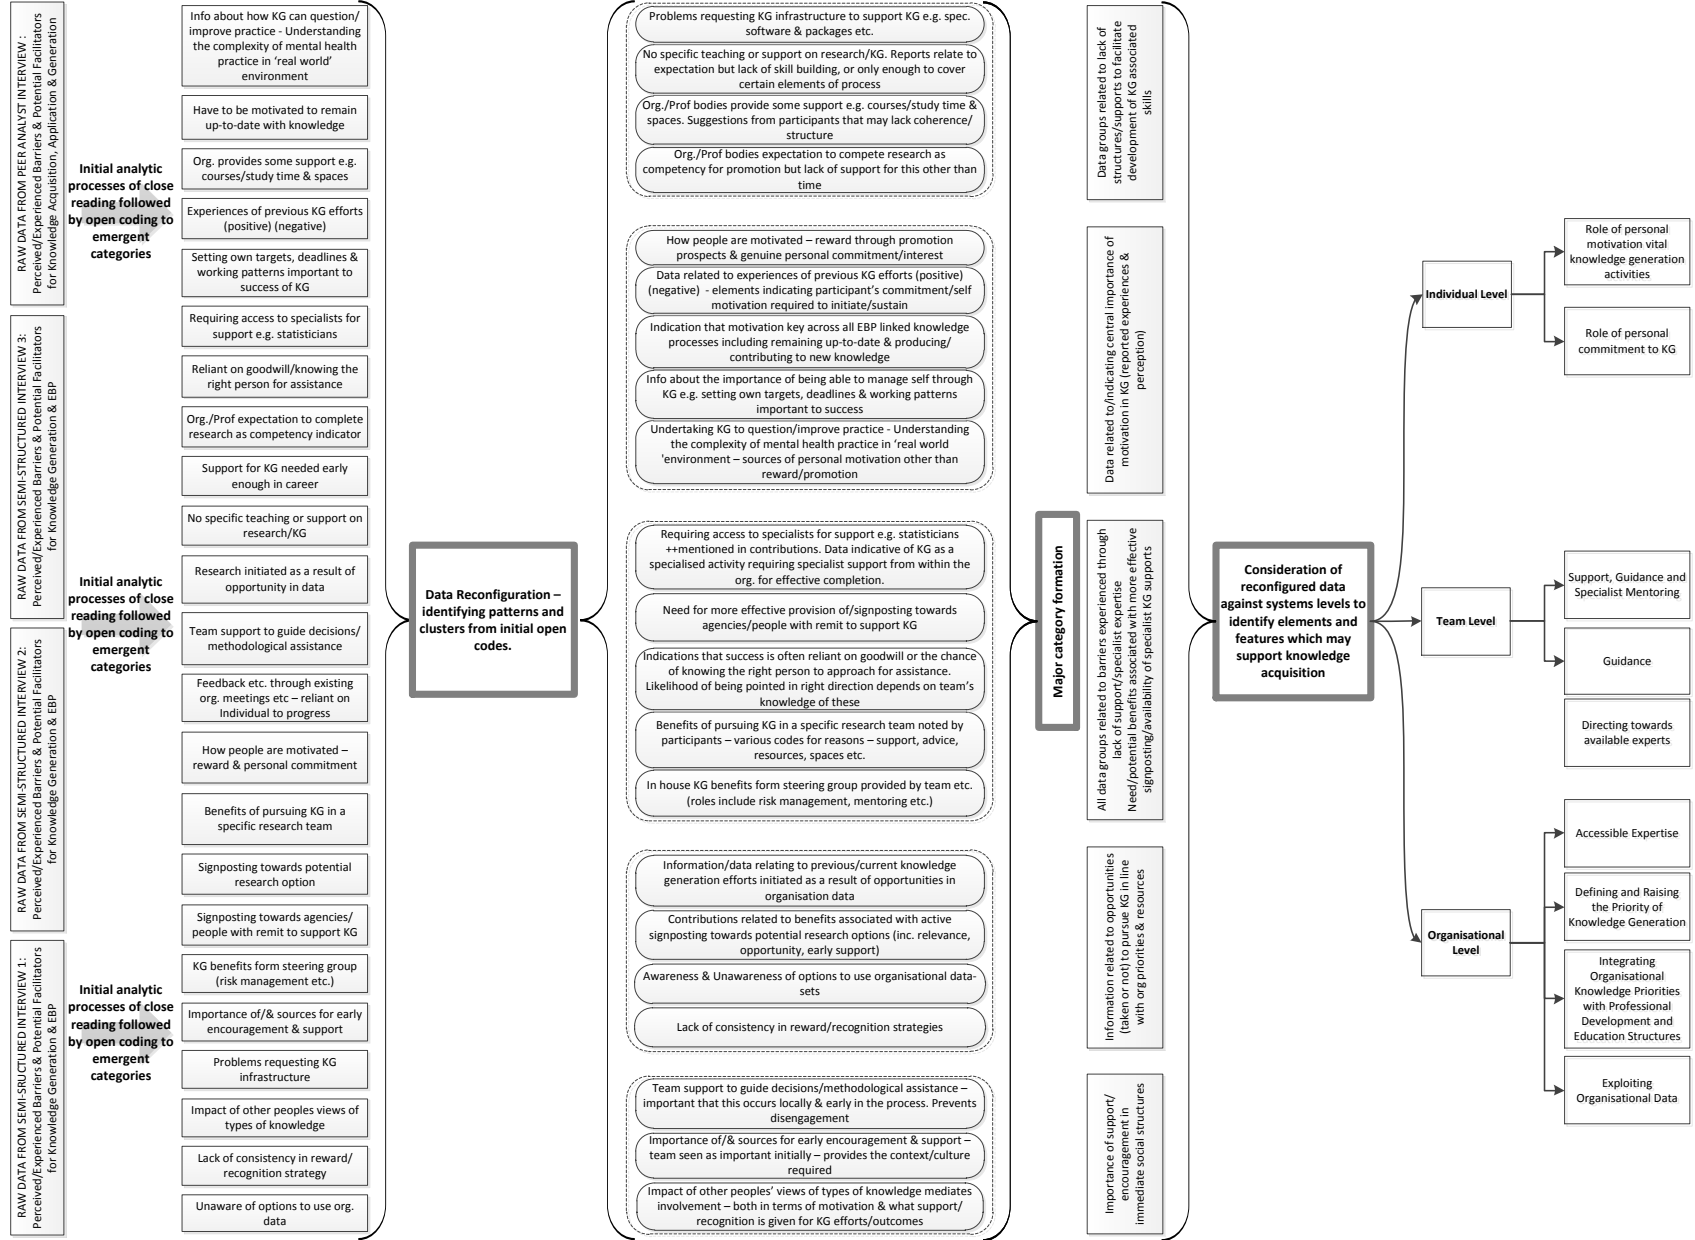 RAW DATA FROM PEER ANALYST INTERVIEW :
Perceived/Experienced Barriers & Potential Facilitators
for Knowledge Acquisition, Application & Generation
RAW DATA FROM SEMI-STRUCTURED INTERVIEW 3:
Perceived/Experienced Barriers & Potential Facilitators
for Knowledge Generation & EBP
RAW DATA FROM SEMI-STRUCTURED INTERVIEW 2:
Perceived/Experienced Barriers & Potential Facilitators
for Knowledge Generation & EBP
RAW DATA FROM SEMI-SRUCTURED INTERVIEW 1:
Perceived/Experienced Barriers & Potential Facilitators
for Knowledge Generation & EBP
Initial analytic
processes of close
reading followed
by open coding to
emergent
categories
Initial analytic
processes of close
reading followed
by open coding to
emergent
categories
Initial analytic
processes of close
reading followed
by open coding to
emergent
categories
Info about how KG can question/
improve practice - Understanding
the complexity of mental health
practice in ‘real world’
environment
Have to be motivated to remain
up-to-date with knowledge
Org. provides some support e.g.
courses/study time & spaces
Experiences of previous KG efforts
(positive) (negative)
Setting own targets, deadlines &
working patterns important to
success of KG
Requiring access to specialists for
support e.g. statisticians
Reliant on goodwill/knowing the
right person for assistance
Org./Prof expectation to complete
research as competency indicator
Support for KG needed early
enough in career
No specific teaching or support on
research/KG
Research initiated as a result of
opportunity in data
Team support to guide decisions/
methodological assistance
Feedback etc. through existing
org. meetings etc – reliant on
Individual to progress
How people are motivated –
reward & personal commitment
Benefits of pursuing KG in a
specific research team
Signposting towards potential
research option
Signposting towards agencies/
people with remit to support KG
KG benefits form steering group
(risk management etc.)
Importance of/& sources for early
encouragement & support
Problems requesting KG
infrastructure
Impact of other peoples views of
types of knowledge
Lack of consistency in reward/
recognition strategy
Unaware of options to use org.
data
Data Reconfiguration –
identifying patterns and
clusters from initial open
codes.
Problems requesting KG infrastructure to support KG e.g. spec.
software & packages etc.
No specific teaching or support on research/KG. Reports relate to
expectation but lack of skill building, or only enough to cover
certain elements of process
Org./Prof bodies provide some support e.g. courses/study time &
spaces. Suggestions from participants that may lack coherence/
structure
Org./Prof bodies expectation to compete research as
competency for promotion but lack of support for this other than
time
How people are motivated – reward through promotion
prospects & genuine personal commitment/interest
Data related to experiences of previous KG efforts (positive)
(negative)  - elements indicating participant’s commitment/self
motivation required to initiate/sustain
Indication that motivation key across all EBP linked knowledge
processes including remaining up-to-date & producing/
contributing to new knowledge
Info about the importance of being able to manage self through
KG e.g. setting own targets, deadlines & working patterns
important to success
Undertaking KG to question/improve practice - Understanding
the complexity of mental health practice in ‘real world
'environment – sources of personal motivation other than
reward/promotion
Requiring access to specialists for support e.g. statisticians
++mentioned in contributions. Data indicative of KG as a
specialised activity requiring specialist support from within the
org. for effective completion.
Need for more effective provision of/signposting towards
agencies/people with remit to support KG
Indications that success is often reliant on goodwill or the chance
of knowing the right person to approach for assistance.
Likelihood of being pointed in right direction depends on team’s
knowledge of these
Benefits of pursuing KG in a specific research team noted by
participants – various codes for reasons – support, advice,
resources, spaces etc.
In house KG benefits form steering group provided by team etc.
(roles include risk management, mentoring etc.)
Information/data relating to previous/current knowledge
generation efforts initiated as a result of opportunities in
organisation data
Contributions related to benefits associated with active
signposting towards potential research options (inc. relevance,
opportunity, early support)
Awareness & Unawareness of options to use organisational data-
sets
Lack of consistency in reward/recognition strategies
Team support to guide decisions/methodological assistance –
important that this occurs locally & early in the process. Prevents
disengagement
Importance of/& sources for early encouragement & support –
team seen as important initially – provides the context/culture
required
Impact of other peoples’ views of types of knowledge mediates
involvement – both in terms of motivation & what support/
recognition is given for KG efforts/outcomes
Major category formation
Data groups related to lack of
structures/supports to facilitate
development of KG associated
skills
Data related to/indicating central importance of
motivation in KG (reported experiences &
perception)
All data groups related to barriers experienced through
lack of support/specialist expertise
Need/potential benefits associated with more effective
signposting/availability of specialist KG supports
Information related to opportunities
(taken or not) to pursue KG in line
with org priorities & resources
Importance of support/
encouragement in
immediate social structures
Consideration of
reconfigured data
against systems levels to
identify elements and
features which may
support knowledge
acquisition
Individual Level
Role of personal
motivation vital
knowledge generation
activities
Role of personal
commitment to KG
Team Level
Support, Guidance and
Specialist Mentoring
Guidance
Directing towards
available experts
Organisational
Level
Accessible Expertise
Defining and Raising
the Priority of
Knowledge Generation
Integrating
Organisational
Knowledge Priorities
with Professional
Development and
Education Structures
Exploiting
Organisational Data